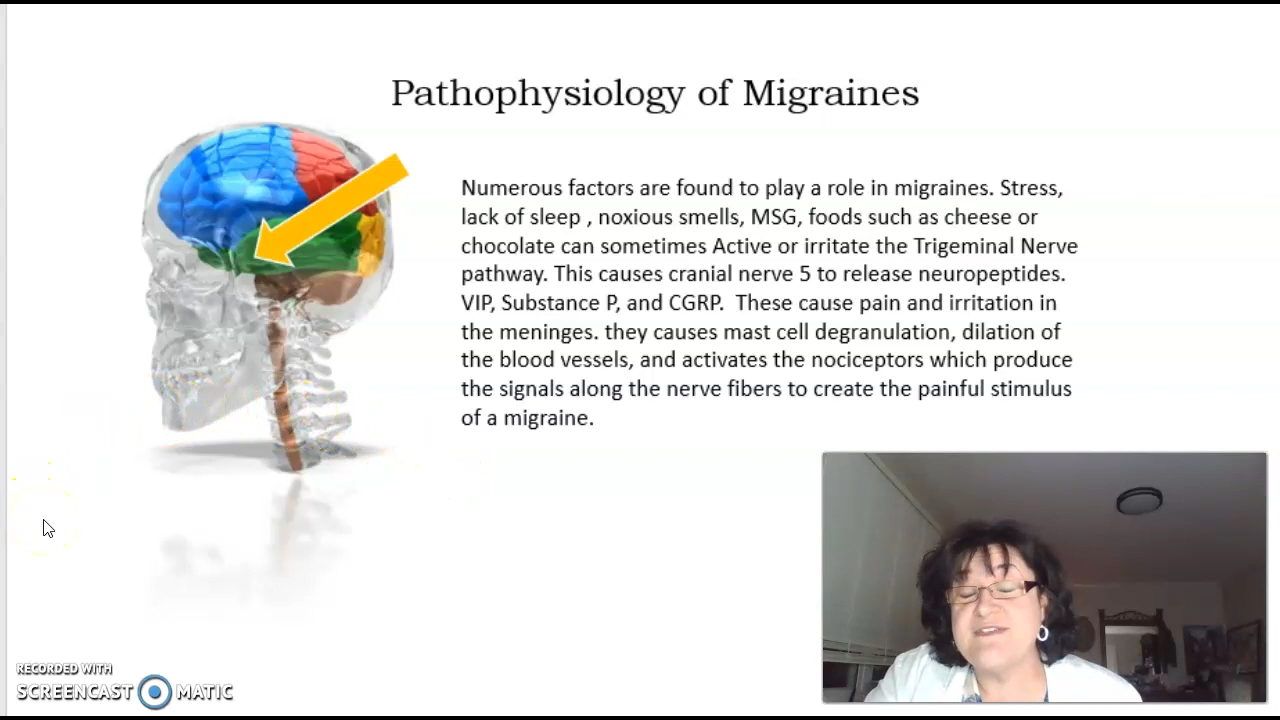 Pathophysiology of Migraines
Numerous factors are found to play a role in migraines. Stress,
lack of sleep , noxious smells, MSG, foods such as cheese or
chocolate can sometimes Active or irritate the Trigeminal Nerve
pathway. This causes cranial nerve 5 to release neuropeptides.
VIP, Substance P, and CGRP.  These cause pain and irritation in
the meninges. they causes mast cell degranulation, dilation of
the blood vessels, and activates the nociceptors which produce
the signals along the nerve fibers to create the painful stimulus
of a migraine.
RECORDED WITH
SCREENCAST MATIC